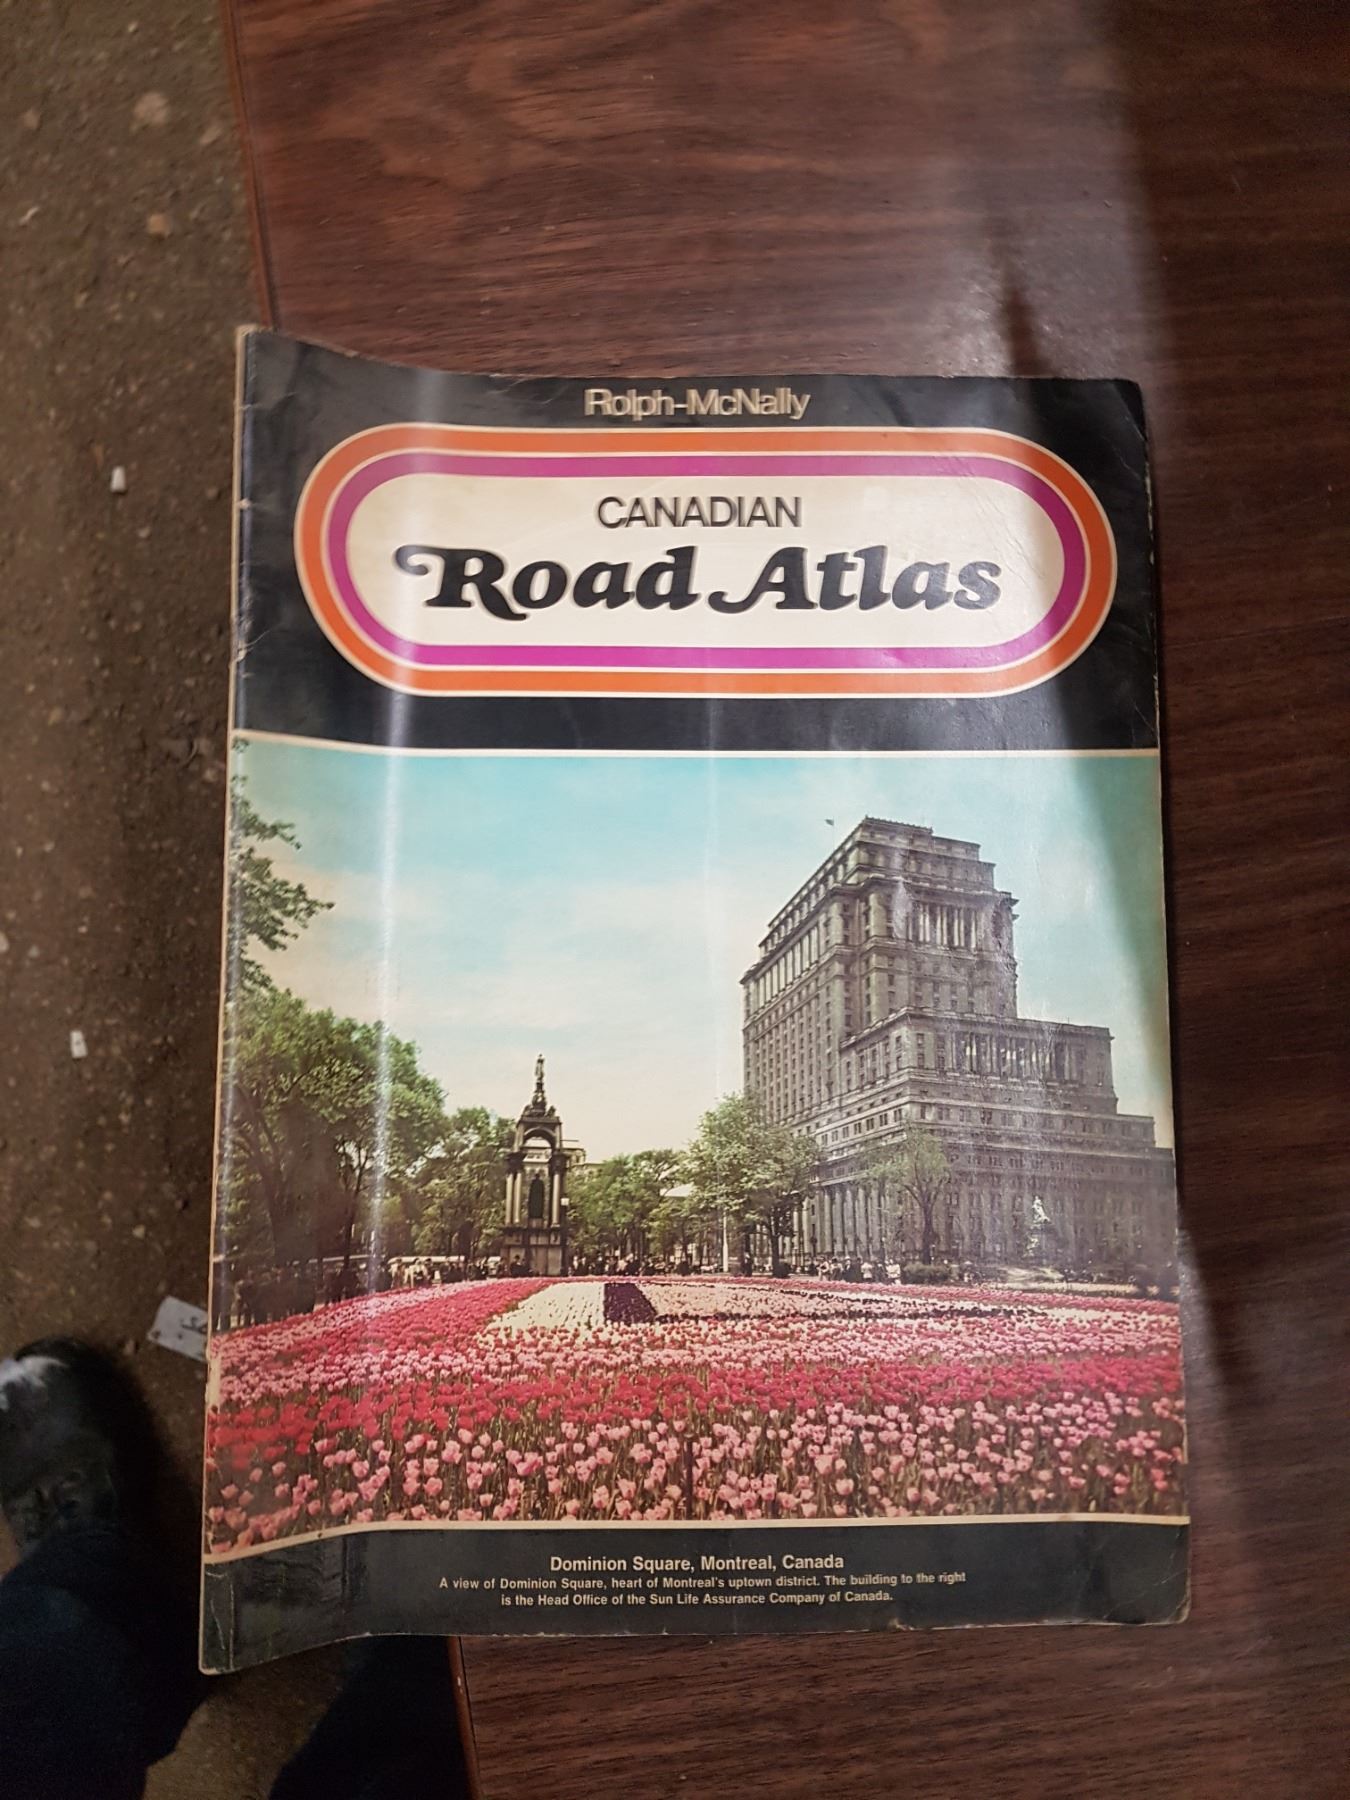 Rolph-McNally
CANADIAN
Road Atlas
Dominion Square, Montreal, Canada
A view of Dominion Square, heart of Montreal's uptown district. The building to the right
is the Head Office of the Sun Life Assurance Company of Canada.